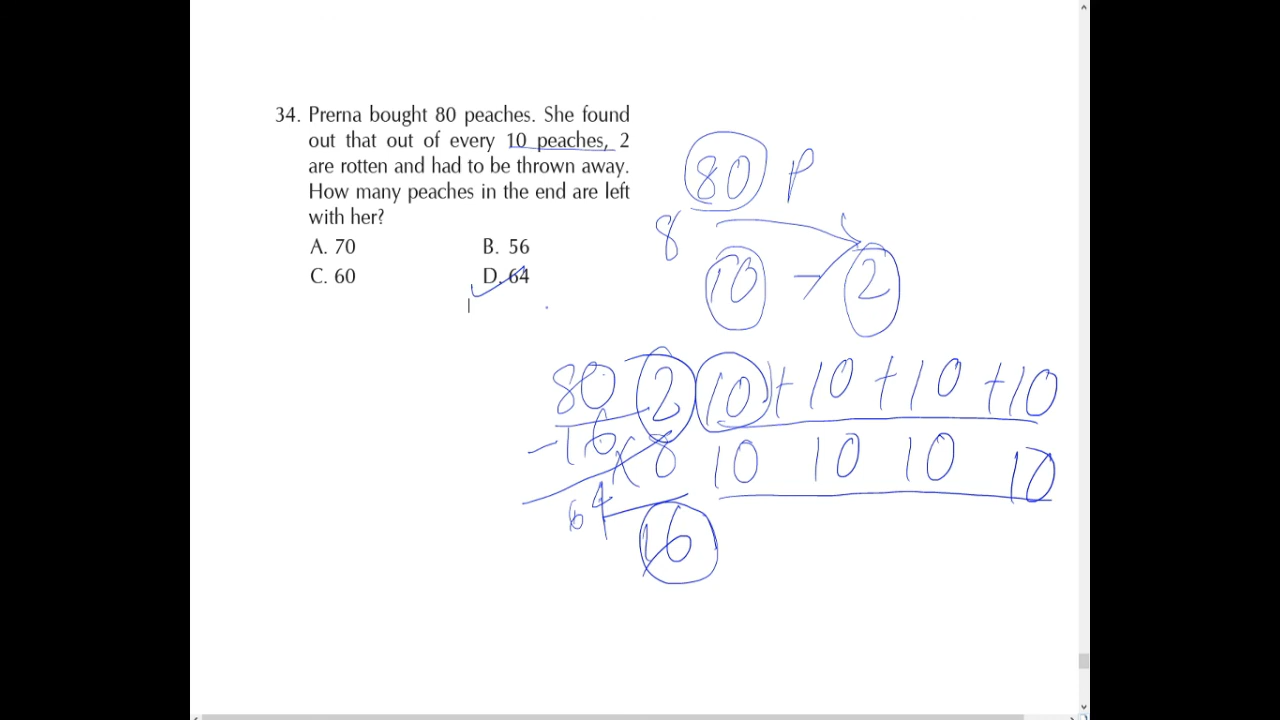 34. Prerna bought 80 peaches. She found
out that out of every 10 peaches, 2
are rotten and had to be thrown away.
How many peaches in the end are left
with her?
A. 70 B. 56
C. 60 D. 64
80 P
8
10 - 2
80 2 10 + 10 + 10 + 10
-16 x 8 10 10 10 10
64 16